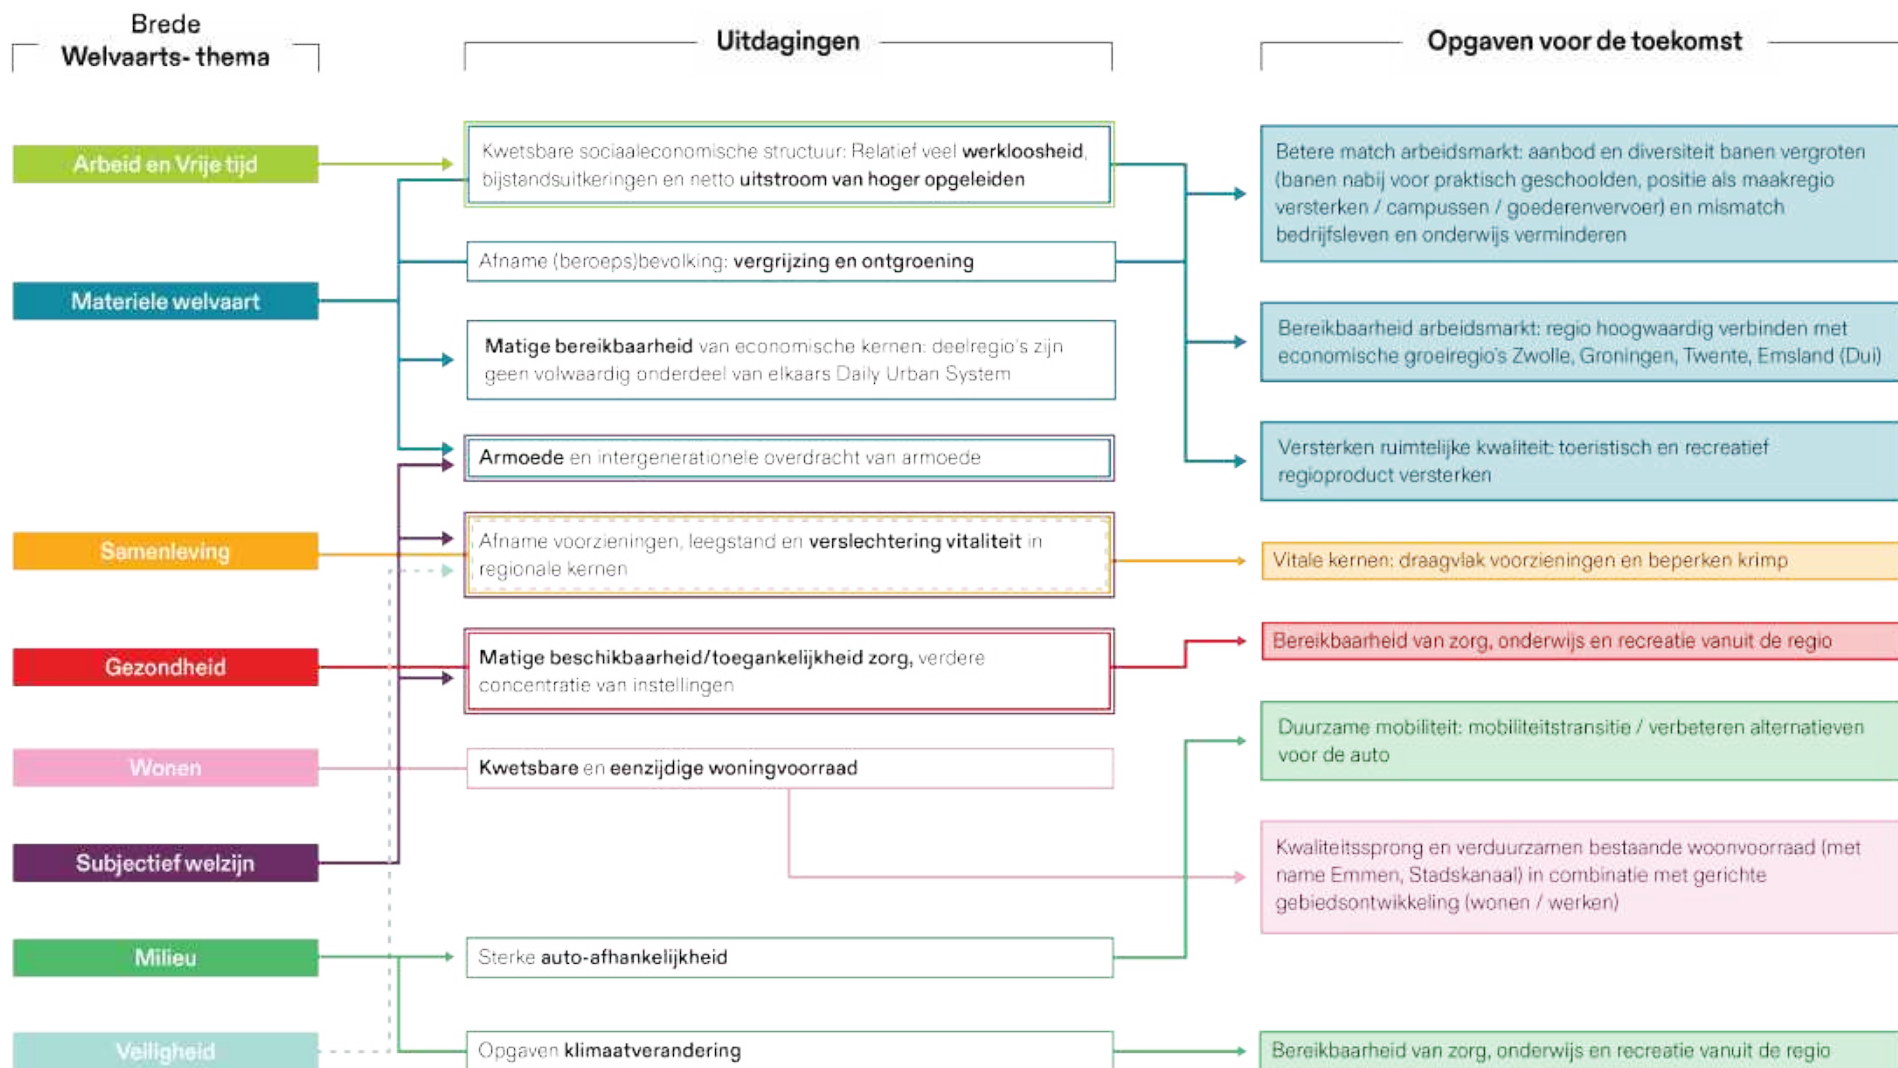 Brede
Welvaarts- thema
Uitdagingen
Opgaven voor de toekomst
Arbeid en Vrije tijd
Materiele welvaart
Samenleving
Gezondheid
Wonen
Subjectief welzijn
Milieu
Veiligheid
Kwetsbare sociaaleconomische structuur: Relatief veel werkloosheid,
bijstandsuitkeringen en netto uitstroom van hoger opgeleiden
Afname (beroeps)bevolking: vergrijzing en ontgroening
Matige bereikbaarheid van economische kernen: deelregio's zijn
geen volwaardig onderdeel van elkaars Daily Urban System
Armoede en intergenerationele overdracht van armoede
Afname voorzieningen, leegstand en verslechtering vitaliteit in
regionale kernen
Matige beschikbaarheid/toegankelijkheid zorg, verdere
concentratie van instellingen
Kwetsbare en eenzijdige woningvoorraad
Sterke auto-afhankelijkheid
Opgaven klimaatverandering
Betere match arbeidsmarkt: aanbod en diversiteit banen vergroten
(banen nabij voor praktisch geschoolden, positie als maakregio
versterken / campussen / goederenvervoer) en mismatch
bedrijfsleven en onderwijs verminderen
Bereikbaarheid arbeidsmarkt: regio hoogwaardig verbinden met
economische groeiregio's Zwolle, Groningen, Twente, Emsland (Dui)
Versterken ruimtelijke kwaliteit: toeristisch en recreatief
regioproduct versterken
Vitale kernen: draagvlak voorzieningen en beperken krimp
Bereikbaarheid van zorg, onderwijs en recreatie vanuit de regio
Duurzame mobiliteit: mobiliteitstransitie / verbeteren alternatieven
voor de auto
Kwaliteitssprong en verduurzamen bestaande woonvoorraad (met
name Emmen, Stadskanaal) in combinatie met gerichte
gebiedsontwikkeling (wonen / werken)
Bereikbaarheid van zorg, onderwijs en recreatie vanuit de regio